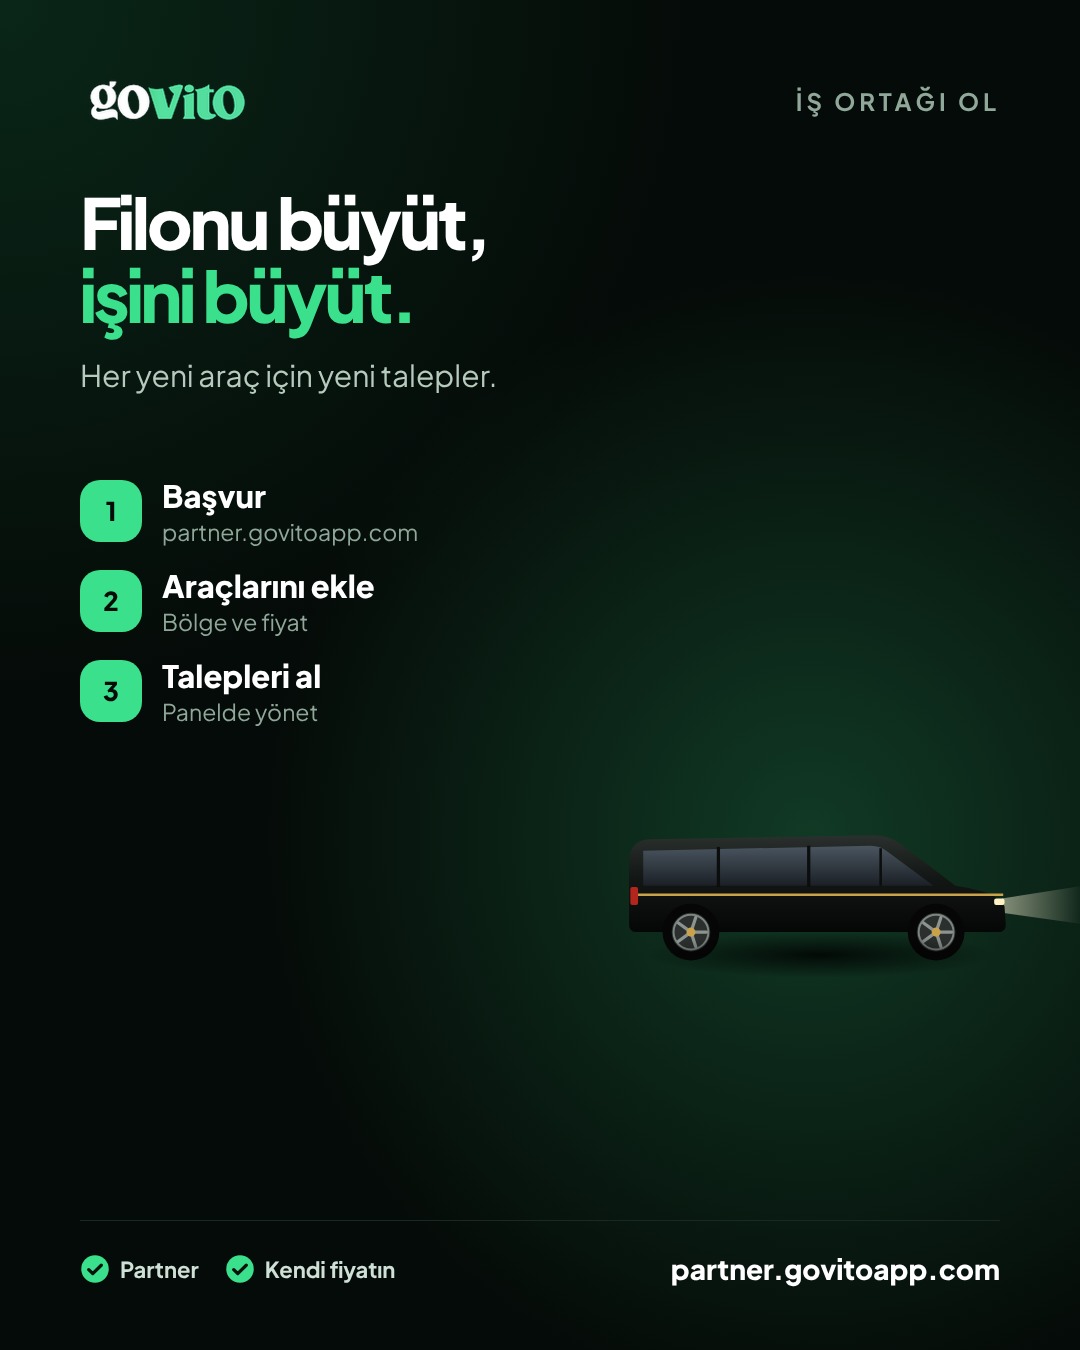 govito
İŞ ORTAĞI OL
Filonu büyüt,
işini büyüt.
Her yeni araç için yeni talepler.
1
Başvur
partner.govitoapp.com
2
Araçlarını ekle
Bölge ve fiyat
3
Talepleri al
Panelde yönet
Partner
Kendi fiyatın
partner.govitoapp.com